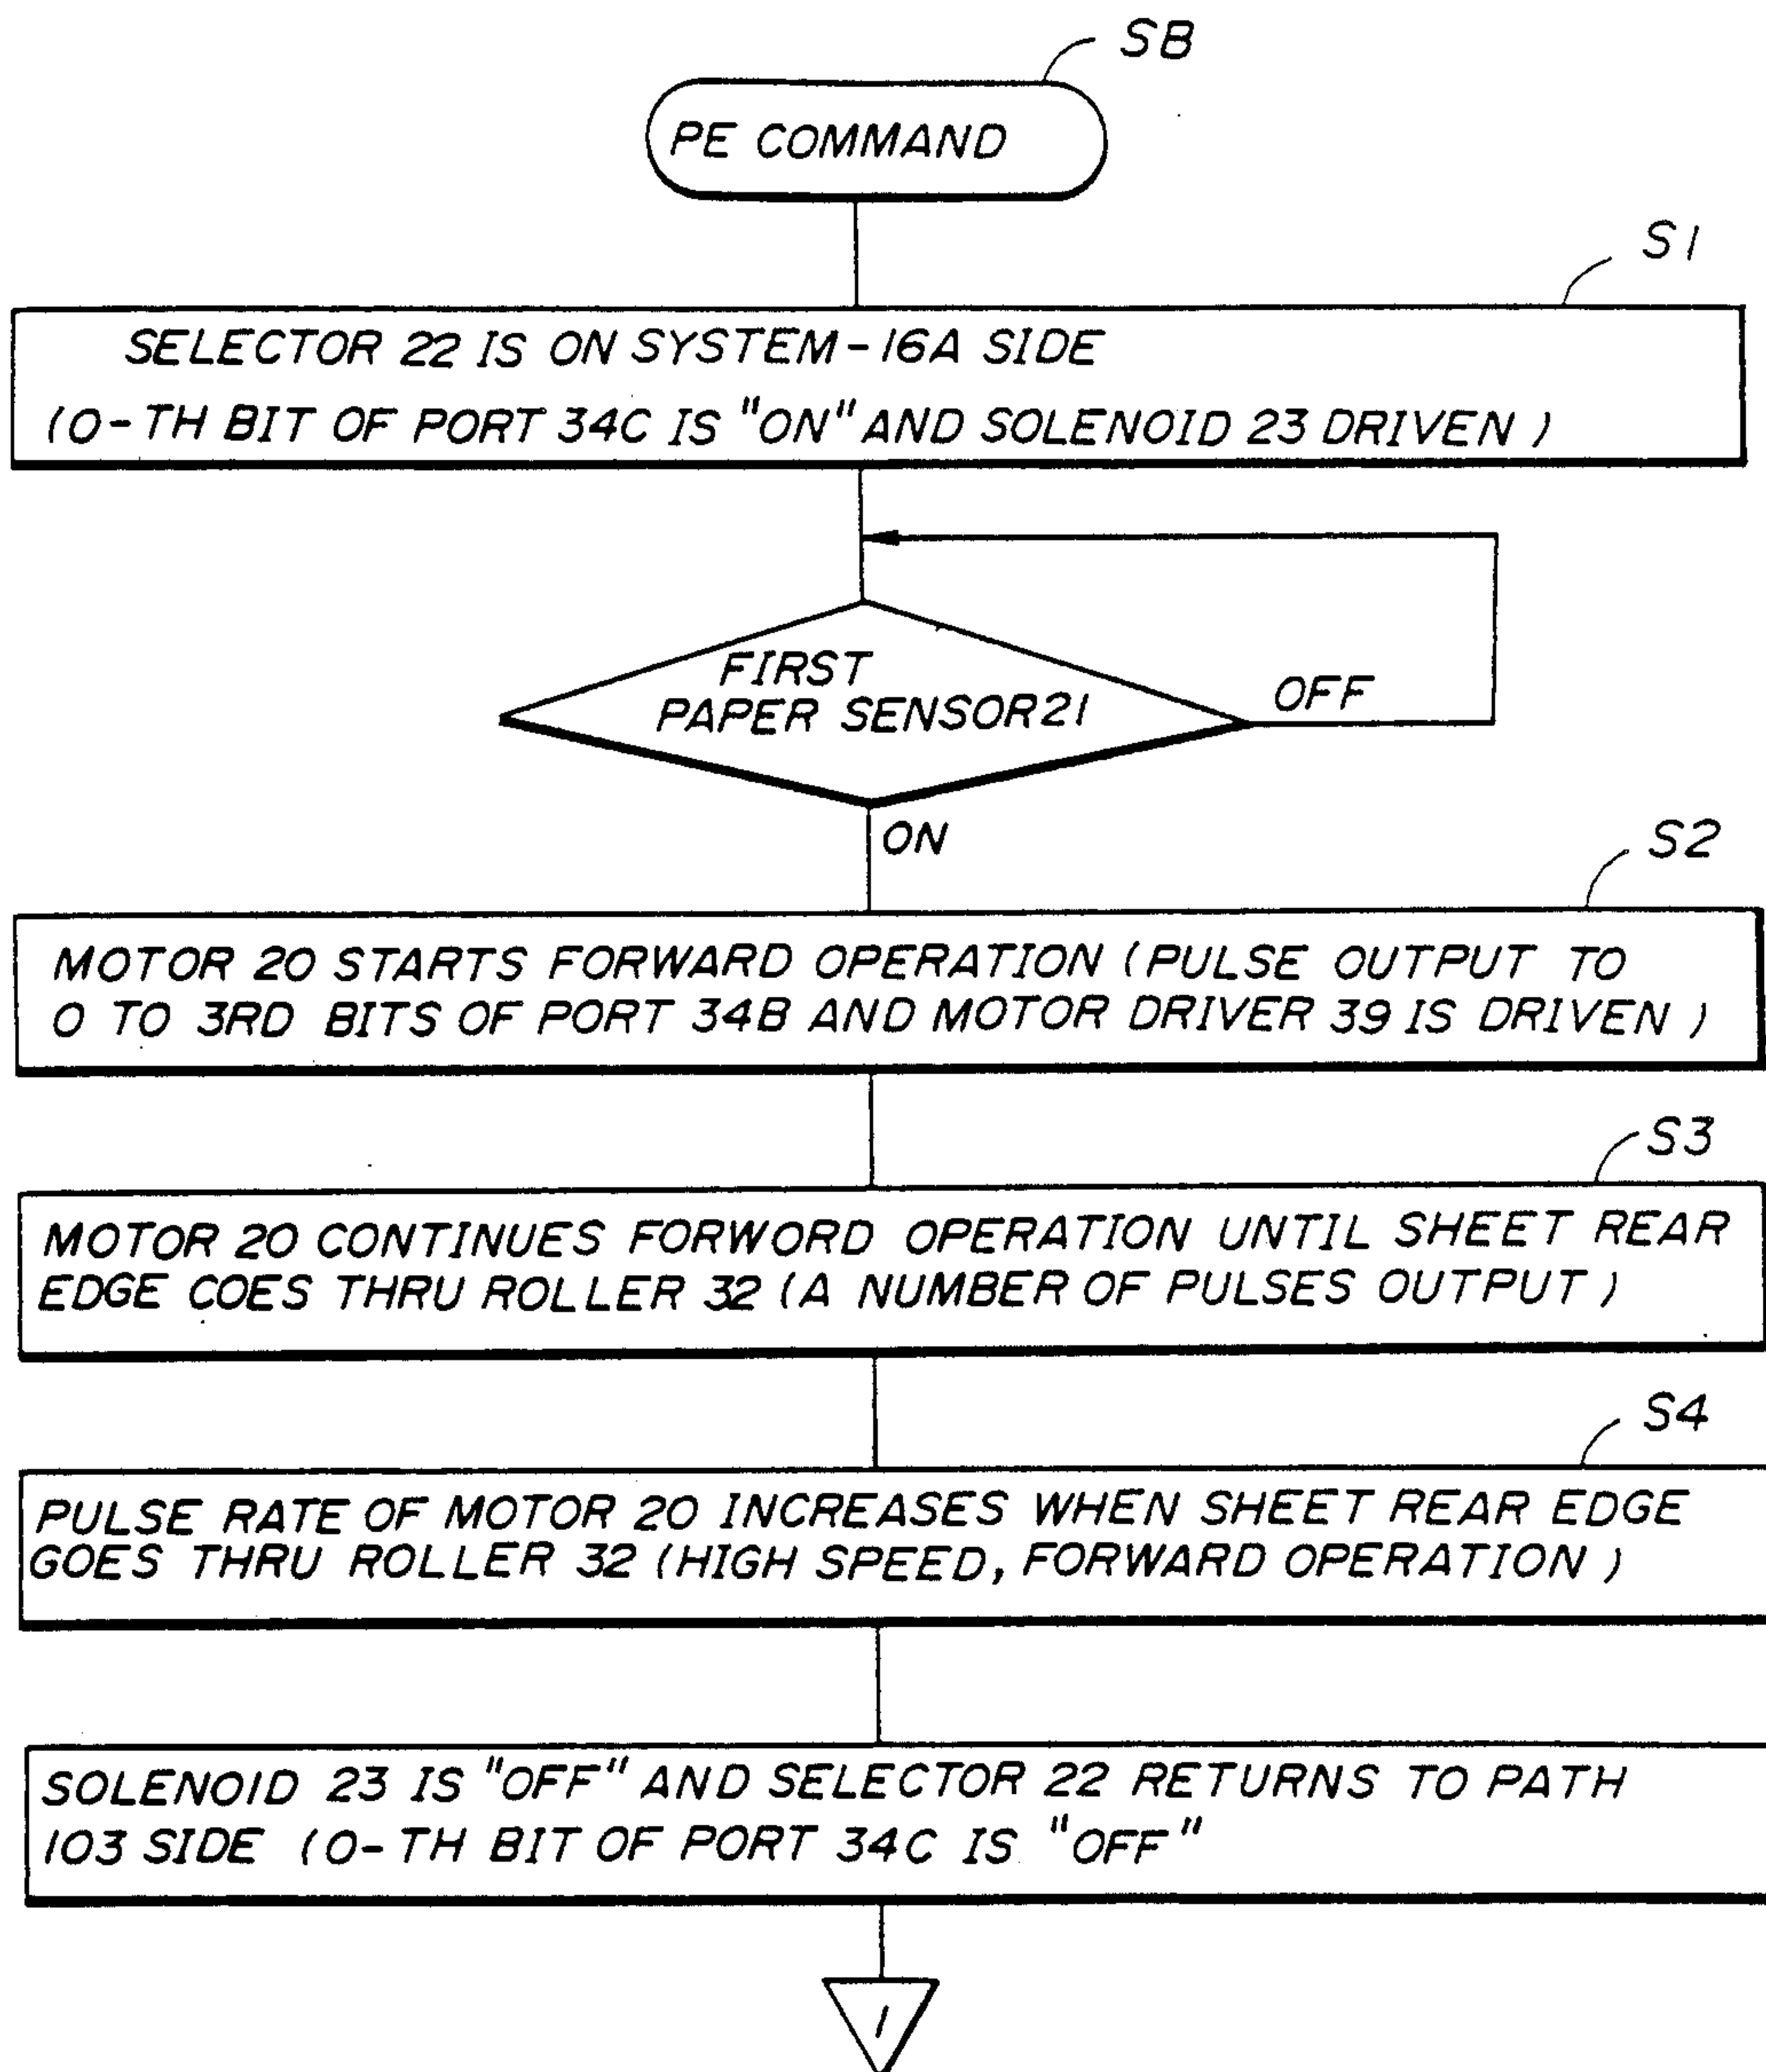 SB
PE COMMAND
S1
SELECTOR 22 IS ON SYSTEM-16A SIDE
(0-TH BIT OF PORT 34C IS "ON" AND SOLENOID 23 DRIVEN)
FIRST
PAPER SENSOR21
OFF
ON
S2
MOTOR 20 STARTS FORWARD OPERATION (PULSE OUTPUT TO
0 TO 3RD BITS OF PORT 34B AND MOTOR DRIVER 39 IS DRIVEN)
S3
MOTOR 20 CONTINUES FORWORD OPERATION UNTIL SHEET REAR
EDGE COES THRU ROLLER 32 (A NUMBER OF PULSES OUTPUT)
S4
PULSE RATE OF MOTOR 20 INCREASES WHEN SHEET REAR EDGE
GOES THRU ROLLER 32 (HIGH SPEED, FORWARD OPERATION)
SOLENOID 23 IS "OFF" AND SELECTOR 22 RETURNS TO PATH
103 SIDE (0-TH BIT OF PORT 34C IS "OFF"
1